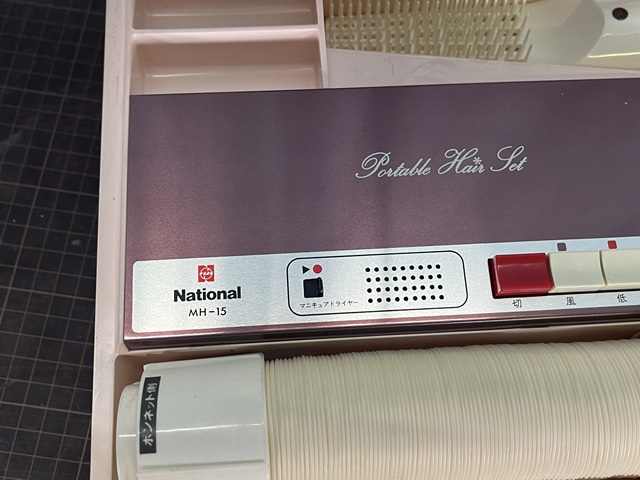 Portable Hair Set
National
MH-15
マニキュアドライヤー
切
風
低
ボンネット側